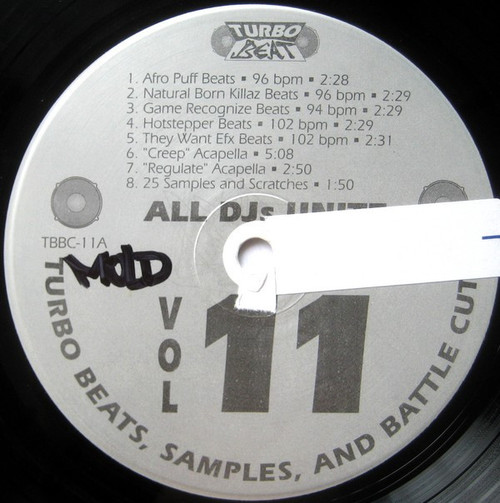 TURBO
BEAT
1. Afro Puff Beats ▪ 96 bpm ▪ 2:28
2. Natural Born Killaz Beats ▪ 96 bpm ▪ 2:29
3. Game Recognize Beats ▪ 94 bpm ▪ 2:29
4. Hotstepper Beats ▪ 102 bpm ▪ 2:29
5. They Want Efx Beats ▪ 102 bpm ▪ 2:31
6. "Creep" Acapella ▪ 5:08
7. "Regulate" Acapella ▪ 2:50
8. 25 Samples and Scratches ▪ 1:50
ALL DJs UNITE
TBBC-11A
MOLD
VOL
11
TURBO BEATS, SAMPLES, AND BATTLE CUT